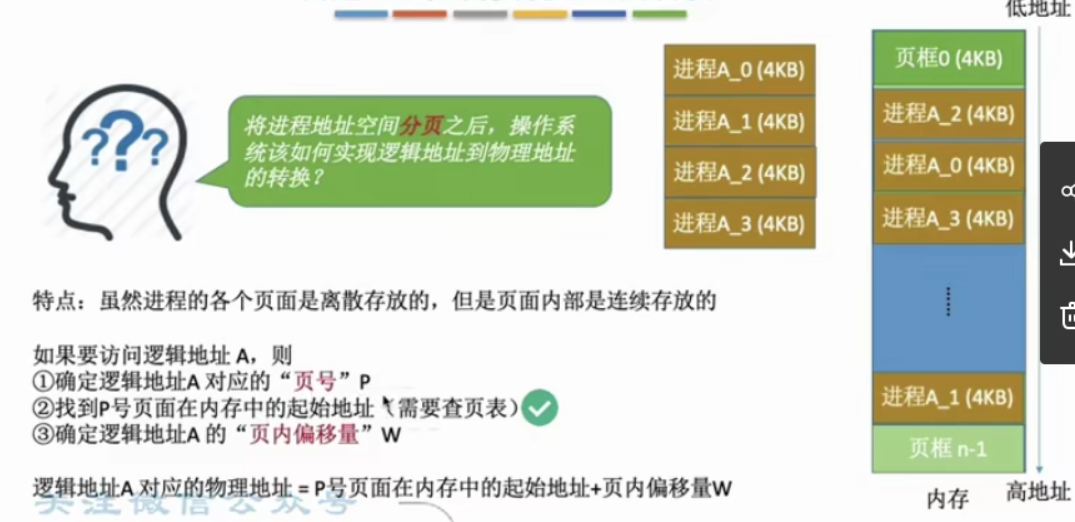 低地址
???
将进程地址空间分页之后，操作系
统该如何实现逻辑地址到物理地址
的转换？
进程A_0 (4KB)
进程A_1 (4KB)
进程A_2 (4KB)
进程A_3 (4KB)
页框0 (4KB)
进程A_2 (4KB)
进程A_0 (4KB)
进程A_3 (4KB)
进程A_1 (4KB)
页框 n-1
内存
高地址
特点：虽然进程的各个页面是离散存放的，但是页面内部是连续存放的
如果要访问逻辑地址 A，则
①确定逻辑地址A 对应的“页号”P
②找到P号页面在内存中的起始地址（需要查页表）
③确定逻辑地址A 的“页内偏移量”W
逻辑地址A 对应的物理地址 = P号页面在内存中的起始地址+页内偏移量W
关注微信公众号